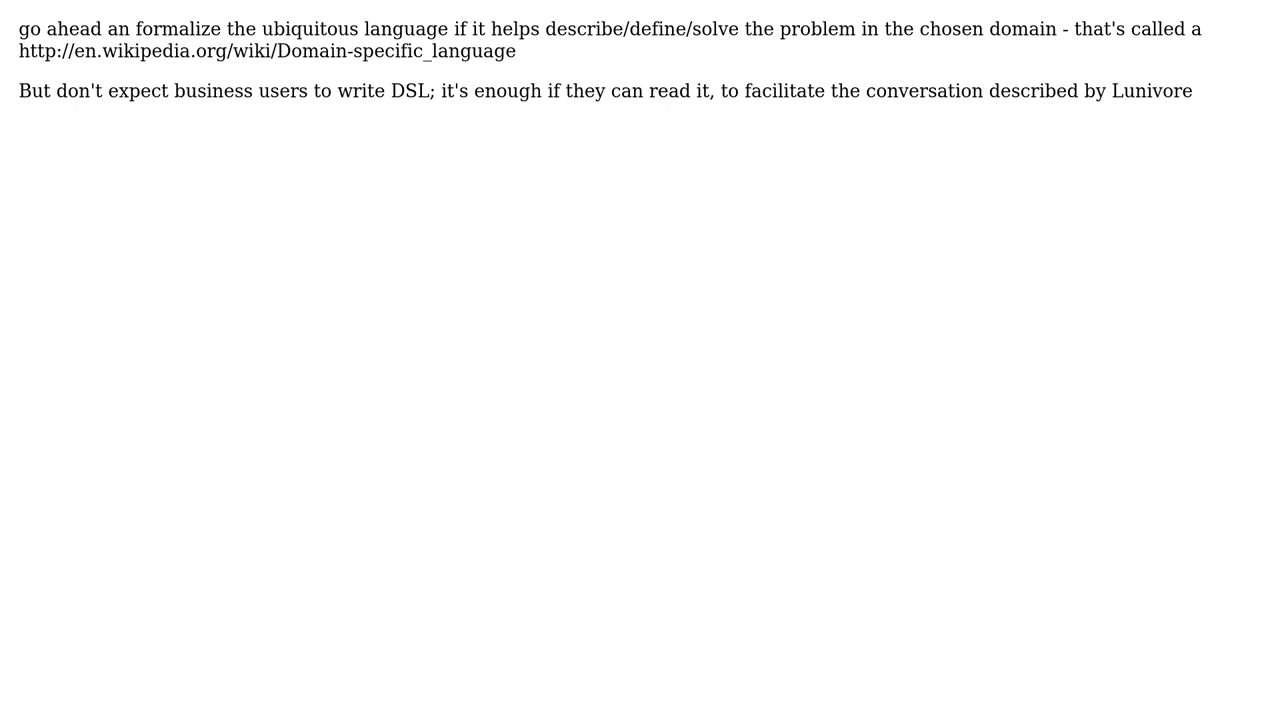 go ahead an formalize the ubiquitous language if it helps describe/define/solve the problem in the chosen domain - that's called a
http://en.wikipedia.org/wiki/Domain-specific_language
But don't expect business users to write DSL; it's enough if they can read it, to facilitate the conversation described by Lunivore